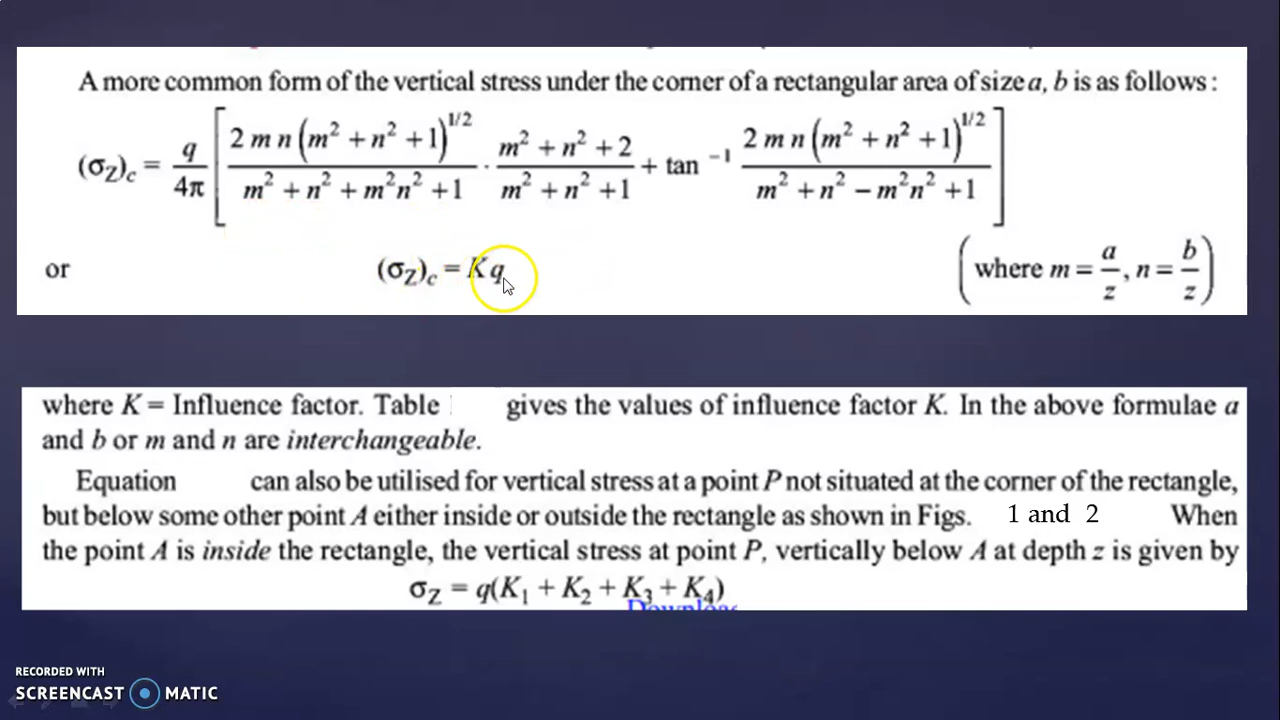 A more common form of the vertical stress under the corner of a rectangular area of size a, b is as follows :
(σZ)c = q/4π [ 2 m n (m² + n² + 1)^1/2 / m² + n² + m²n² + 1 · m² + n² + 2 / m² + n² + 1 + tan⁻¹ 2 m n (m² + n² + 1)^1/2 / m² + n² − m²n² + 1 ]
or (σZ)c = Kq (where m = a/z, n = b/z)
where K = Influence factor. Table gives the values of influence factor K. In the above formulae a
and b or m and n are interchangeable.
Equation can also be utilised for vertical stress at a point P not situated at the corner of the rectangle,
but below some other point A either inside or outside the rectangle as shown in Figs. 1 and 2 When
the point A is inside the rectangle, the vertical stress at point P, vertically below A at depth z is given by
σZ = q(K1 + K2 + K3 + K4)
RECORDED WITH
SCREENCAST MATIC